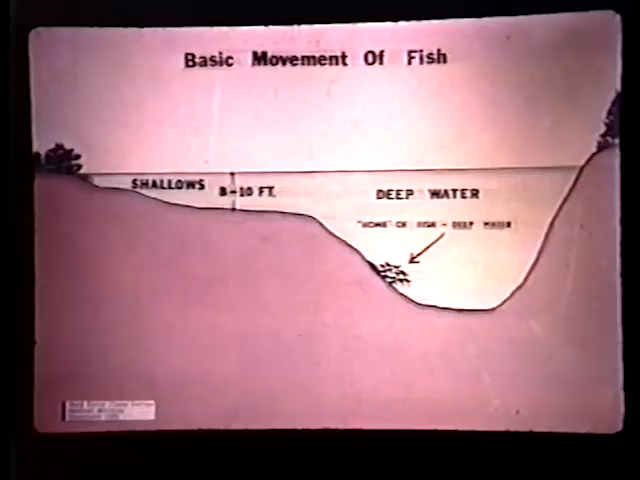 Basic Movement Of Fish
SHALLOWS
8-10 FT.
DEEP WATER
"HOME" OF FISH - DEEP WATER